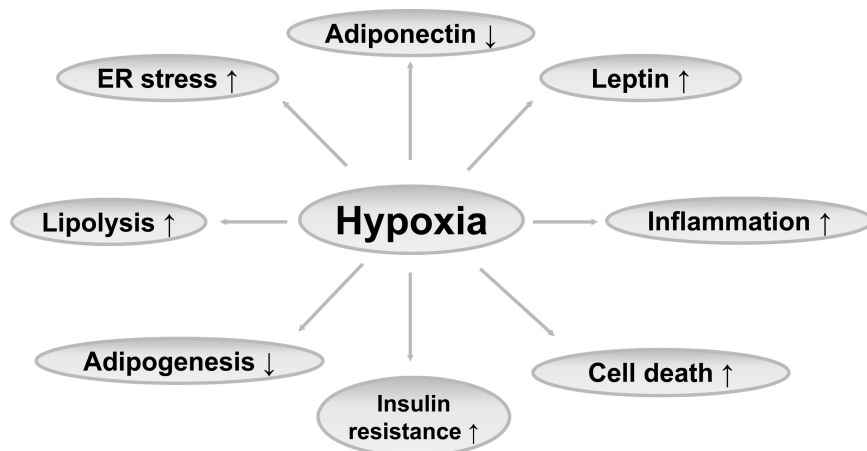 Adiponectin ↓
ER stress ↑
Leptin ↑
Lipolysis ↑
Hypoxia
Inflammation ↑
Adipogenesis ↓
Cell death ↑
Insulin
resistance ↑